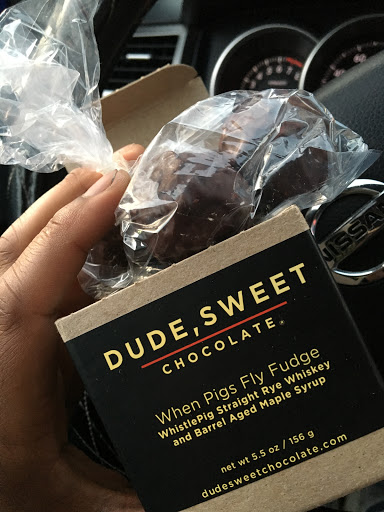 DUDE, SWEET
CHOCOLATE
When Pigs Fly Fudge
WhistlePig Straight Rye Whiskey
and Barrel Aged Maple Syrup
net wt 5.5 oz / 156 g
dudesweetchocolate.com
NISSAN